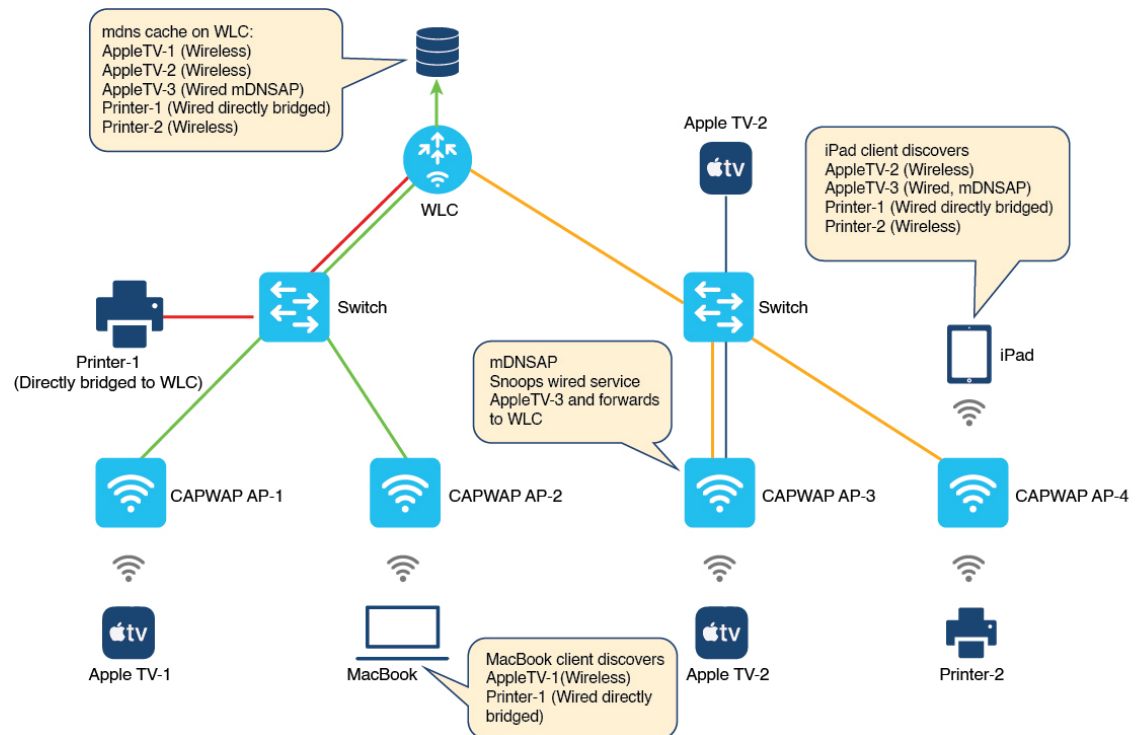 mdns cache on WLC:
AppleTV-1 (Wireless)
AppleTV-2 (Wireless)
AppleTV-3 (Wired mDNSAP)
Printer-1 (Wired directly bridged)
Printer-2 (Wireless)
WLC
Apple TV-2
tv
iPad client discovers
AppleTV-2 (Wireless)
AppleTV-3 (Wired, mDNSAP)
Printer-1 (Wired directly bridged)
Printer-2 (Wireless)
Switch
Switch
Printer-1
(Directly bridged to WLC)
iPad
mDNSAP
Snoops wired service
AppleTV-3 and forwards
to WLC
CAPWAP AP-1
CAPWAP AP-2
CAPWAP AP-3
CAPWAP AP-4
tv
Apple TV-1
MacBook
MacBook client discovers
AppleTV-1(Wireless)
Printer-1 (Wired directly
bridged)
tv
Apple TV-2
Printer-2